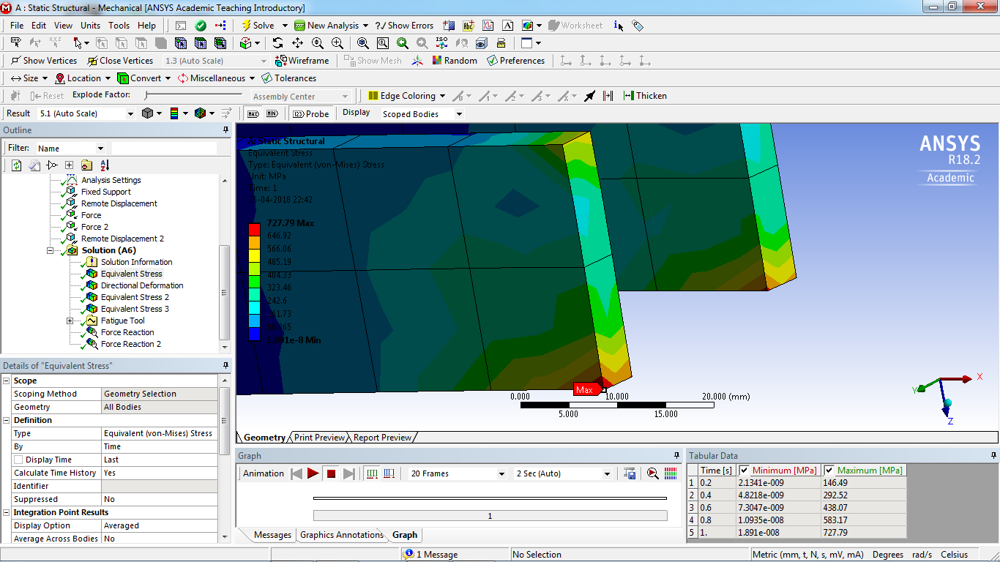 A : Static Structural - Mechanical [ANSYS Academic Teaching Introductory]
File Edit View Units Tools Help Solve New Analysis ?/ Show Errors Worksheet
Show Vertices Close Vertices 1.3 (Auto Scale) Wireframe Show Mesh Random Preferences
Size Location Convert Miscellaneous Tolerances
Reset Explode Factor: Assembly Center Edge Coloring Thicken
Result 5.1 (Auto Scale) MAX MIN Probe Display Scoped Bodies
Outline
Filter: Name
Analysis Settings
Fixed Support
Remote Displacement
Force
Force 2
Remote Displacement 2
Solution (A6)
Solution Information
Equivalent Stress
Directional Deformation
Equivalent Stress 2
Equivalent Stress 3
Fatigue Tool
Force Reaction
Force Reaction 2
Details of "Equivalent Stress"
Scope
Scoping Method Geometry Selection
Geometry All Bodies
Definition
Type Equivalent (von-Mises) Stress
By Time
Display Time Last
Calculate Time History Yes
Identifier
Suppressed No
Integration Point Results
Display Option Averaged
Average Across Bodies No
Static Structural
Equivalent Stress
Type: Equivalent (von-Mises) Stress
Unit: MPa
Time: 1
15-04-2018 22:42
727.79 Max
646.92
566.06
485.19
404.33
323.46
242.6
161.73
1.891e-8 Min
ANSYS
R18.2
Academic
Max
0.000 10.000 20.000 (mm)
5.000 15.000
X
Y
Z
Geometry Print Preview Report Preview
Graph
Animation 20 Frames 2 Sec (Auto)
1
Messages Graphics Annotations Graph
Tabular Data
Time [s] Minimum [MPa] Maximum [MPa]
1 0.2 2.1341e-009 146.49
2 0.4 4.8218e-009 292.52
3 0.6 7.3047e-009 438.07
4 0.8 1.0935e-008 583.17
5 1. 1.891e-008 727.79
1 Message No Selection Metric (mm, t, N, s, mV, mA) Degrees rad/s Celsius